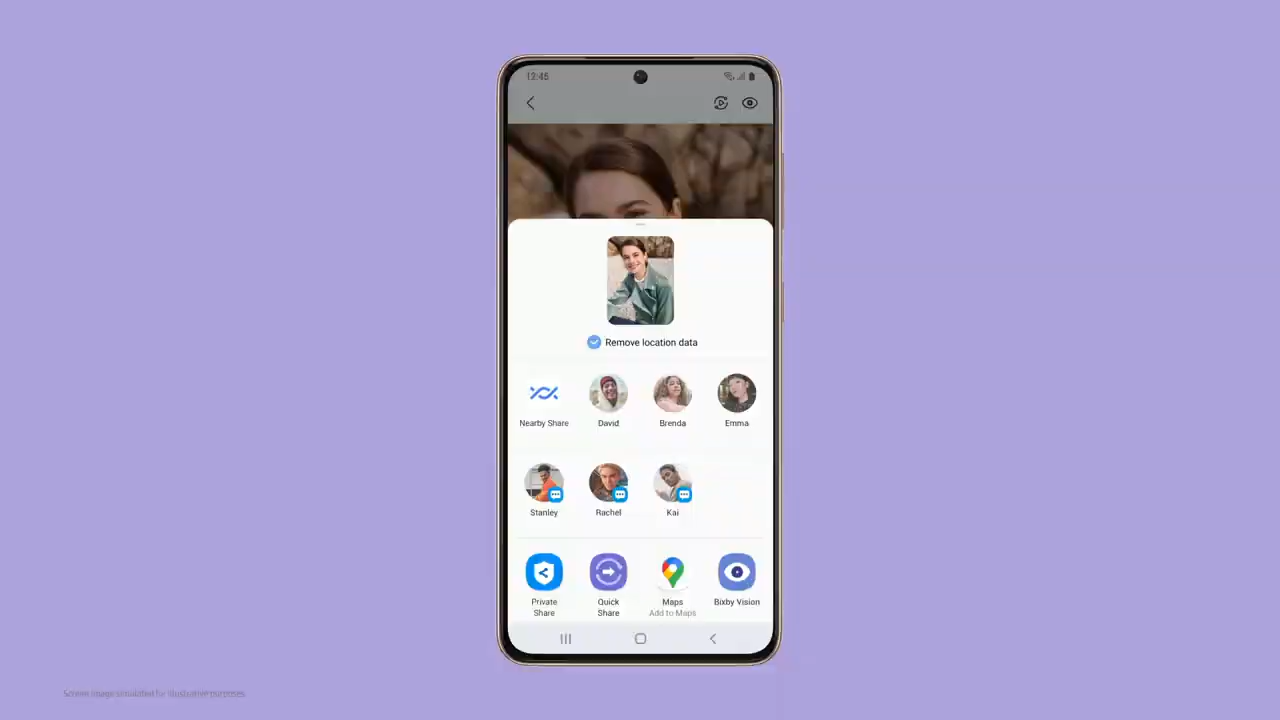 12:45
Remove location data
Nearby Share
David
Brenda
Emma
Stanley
Rachel
Kai
Private Share
Quick Share
Maps
Add to Maps
Bixby Vision
Screen image simulated for illustrative purposes.